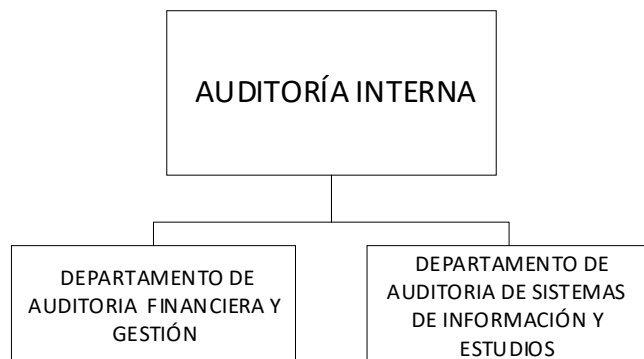 AUDITORÍA INTERNA
DEPARTAMENTO DE
AUDITORIA FINANCIERA Y
GESTIÓN
DEPARTAMENTO DE
AUDITORIA DE SISTEMAS
DE INFORMACIÓN Y
ESTUDIOS